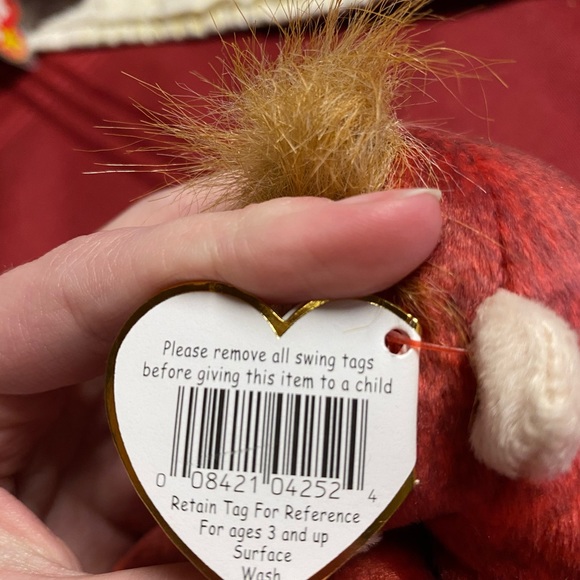 Please remove all swing tags
before giving this item to a child
0 08421 04252 4
Retain Tag For Reference
For ages 3 and up
Surface
Wash